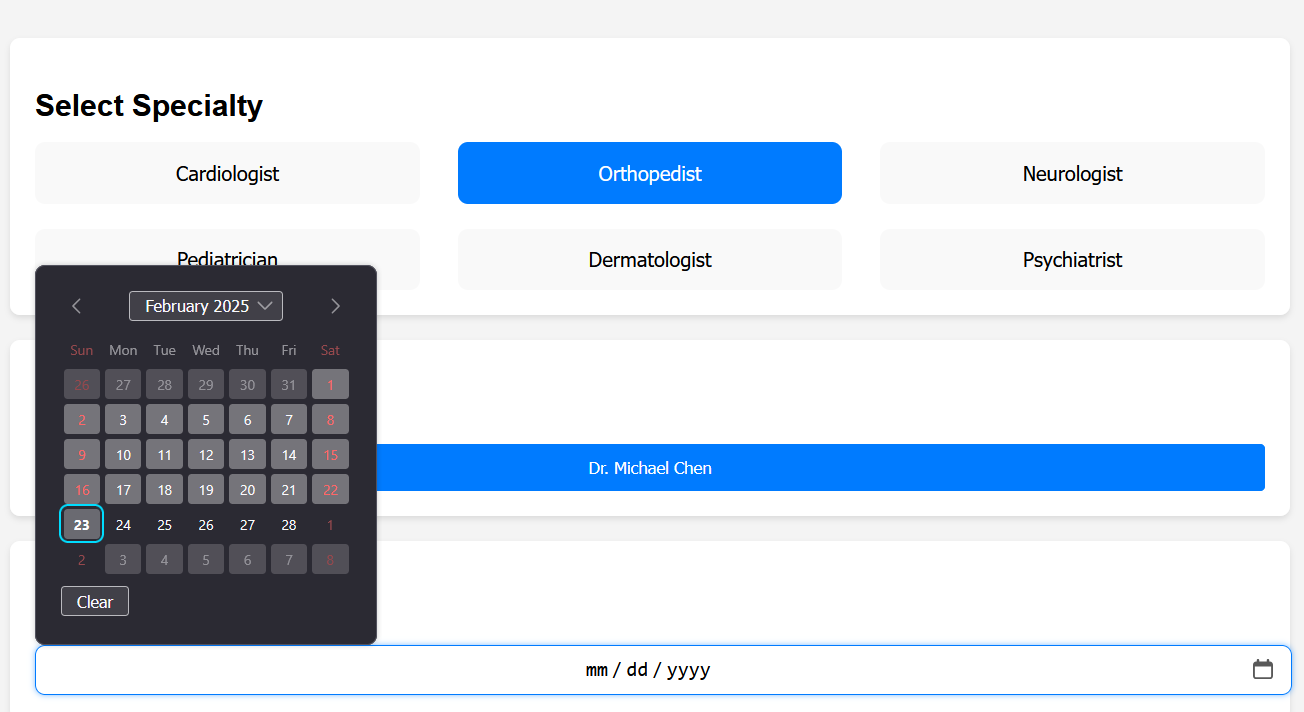 Select Specialty
Cardiologist Orthopedist Neurologist
Pediatrician Dermatologist Psychiatrist
February 2025
Sun Mon Tue Wed Thu Fri Sat
26 27 28 29 30 31 1
2 3 4 5 6 7 8
9 10 11 12 13 14 15
16 17 18 19 20 21 22
23 24 25 26 27 28 1
2 3 4 5 6 7 8
Clear
Dr. Michael Chen
mm / dd / yyyy